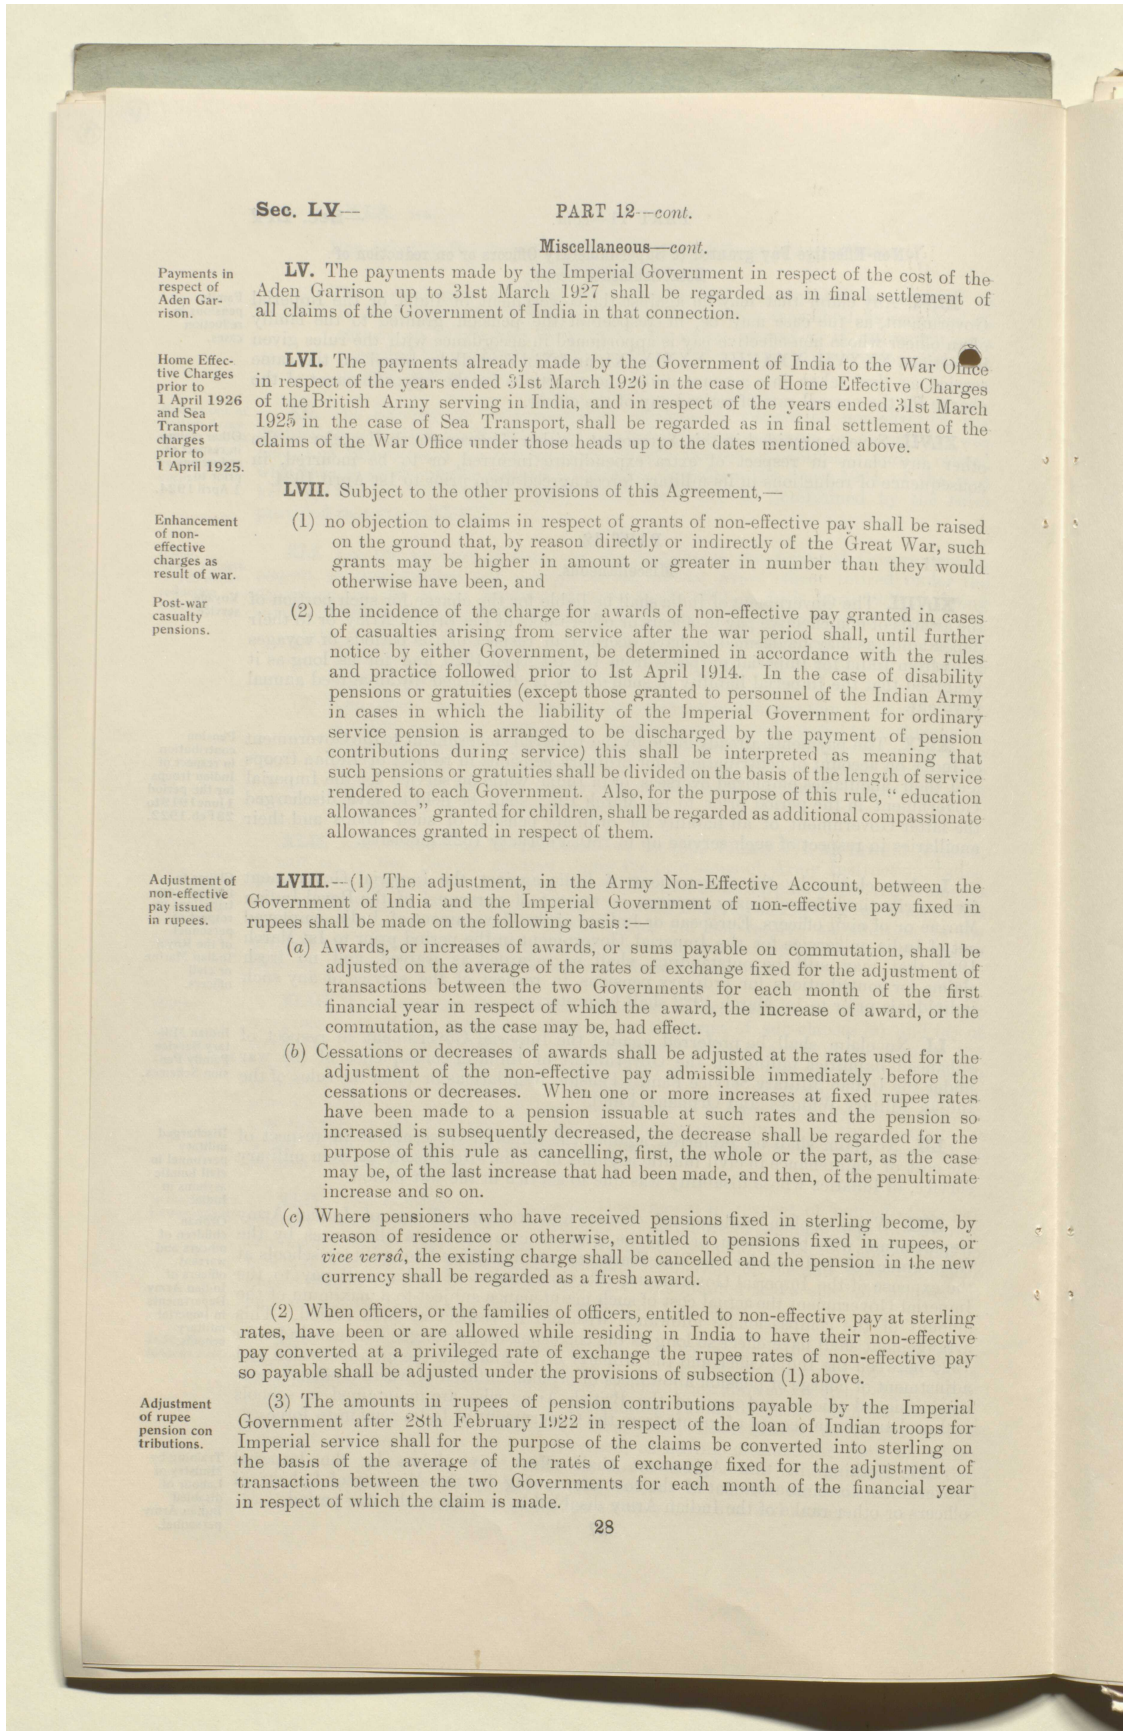 Sec. LV—
PART 12—cont.
Miscellaneous—cont.
Payments in
respect of
Aden Gar-
rison.
LV. The payments made by the Imperial Government in respect of the cost of the
Aden Garrison up to 31st March 1927 shall be regarded as in final settlement of
all claims of the Government of India in that connection.
Home Effec-
tive Charges
prior to
1 April 1926
and Sea
Transport
charges
prior to
1 April 1925.
LVI. The payments already made by the Government of India to the War Office
in respect of the years ended 31st March 1926 in the case of Home Effective Charges
of the British Army serving in India, and in respect of the years ended 31st March
1925 in the case of Sea Transport, shall be regarded as in final settlement of the
claims of the War Office under those heads up to the dates mentioned above.
LVII. Subject to the other provisions of this Agreement,—
Enhancement
of non-
effective
charges as
result of war.
(1) no objection to claims in respect of grants of non-effective pay shall be raised
on the ground that, by reason directly or indirectly of the Great War, such
grants may be higher in amount or greater in number than they would
otherwise have been, and
Post-war
casualty
pensions.
(2) the incidence of the charge for awards of non-effective pay granted in cases
of casualties arising from service after the war period shall, until further
notice by either Government, be determined in accordance with the rules
and practice followed prior to 1st April 1914. In the case of disability
pensions or gratuities (except those granted to personnel of the Indian Army
in cases in which the liability of the Imperial Government for ordinary
service pension is arranged to be discharged by the payment of pension
contributions during service) this shall be interpreted as meaning that
such pensions or gratuities shall be divided on the basis of the length of service
rendered to each Government. Also, for the purpose of this rule, “ education
allowances” granted for children, shall be regarded as additional compassionate
allowances granted in respect of them.
Adjustment of
non-effective
pay issued
in rupees.
LVIII.—(1) The adjustment, in the Army Non-Effective Account, between the
Government of India and the Imperial Government of non-effective pay fixed in
rupees shall be made on the following basis :—
(a) Awards, or increases of awards, or sums payable on commutation, shall be
adjusted on the average of the rates of exchange fixed for the adjustment of
transactions between the two Governments for each month of the first
financial year in respect of which the award, the increase of award, or the
commutation, as the case may be, had effect.
(b) Cessations or decreases of awards shall be adjusted at the rates used for the
adjustment of the non-effective pay admissible immediately before the
cessations or decreases. When one or more increases at fixed rupee rates
have been made to a pension issuable at such rates and the pension so
increased is subsequently decreased, the decrease shall be regarded for the
purpose of this rule as cancelling, first, the whole or the part, as the case
may be, of the last increase that had been made, and then, of the penultimate
increase and so on.
(c) Where pensioners who have received pensions fixed in sterling become, by
reason of residence or otherwise, entitled to pensions fixed in rupees, or
vice versâ, the existing charge shall be cancelled and the pension in the new
currency shall be regarded as a fresh award.
(2) When officers, or the families of officers, entitled to non-effective pay at sterling
rates, have been or are allowed while residing in India to have their non-effective
pay converted at a privileged rate of exchange the rupee rates of non-effective pay
so payable shall be adjusted under the provisions of subsection (1) above.
Adjustment
of rupee
pension con
tributions.
(3) The amounts in rupees of pension contributions payable by the Imperial
Government after 28th February 1922 in respect of the loan of Indian troops for
Imperial service shall for the purpose of the claims be converted into sterling on
the basis of the average of the rates of exchange fixed for the adjustment of
transactions between the two Governments for each month of the financial year
in respect of which the claim is made.
28